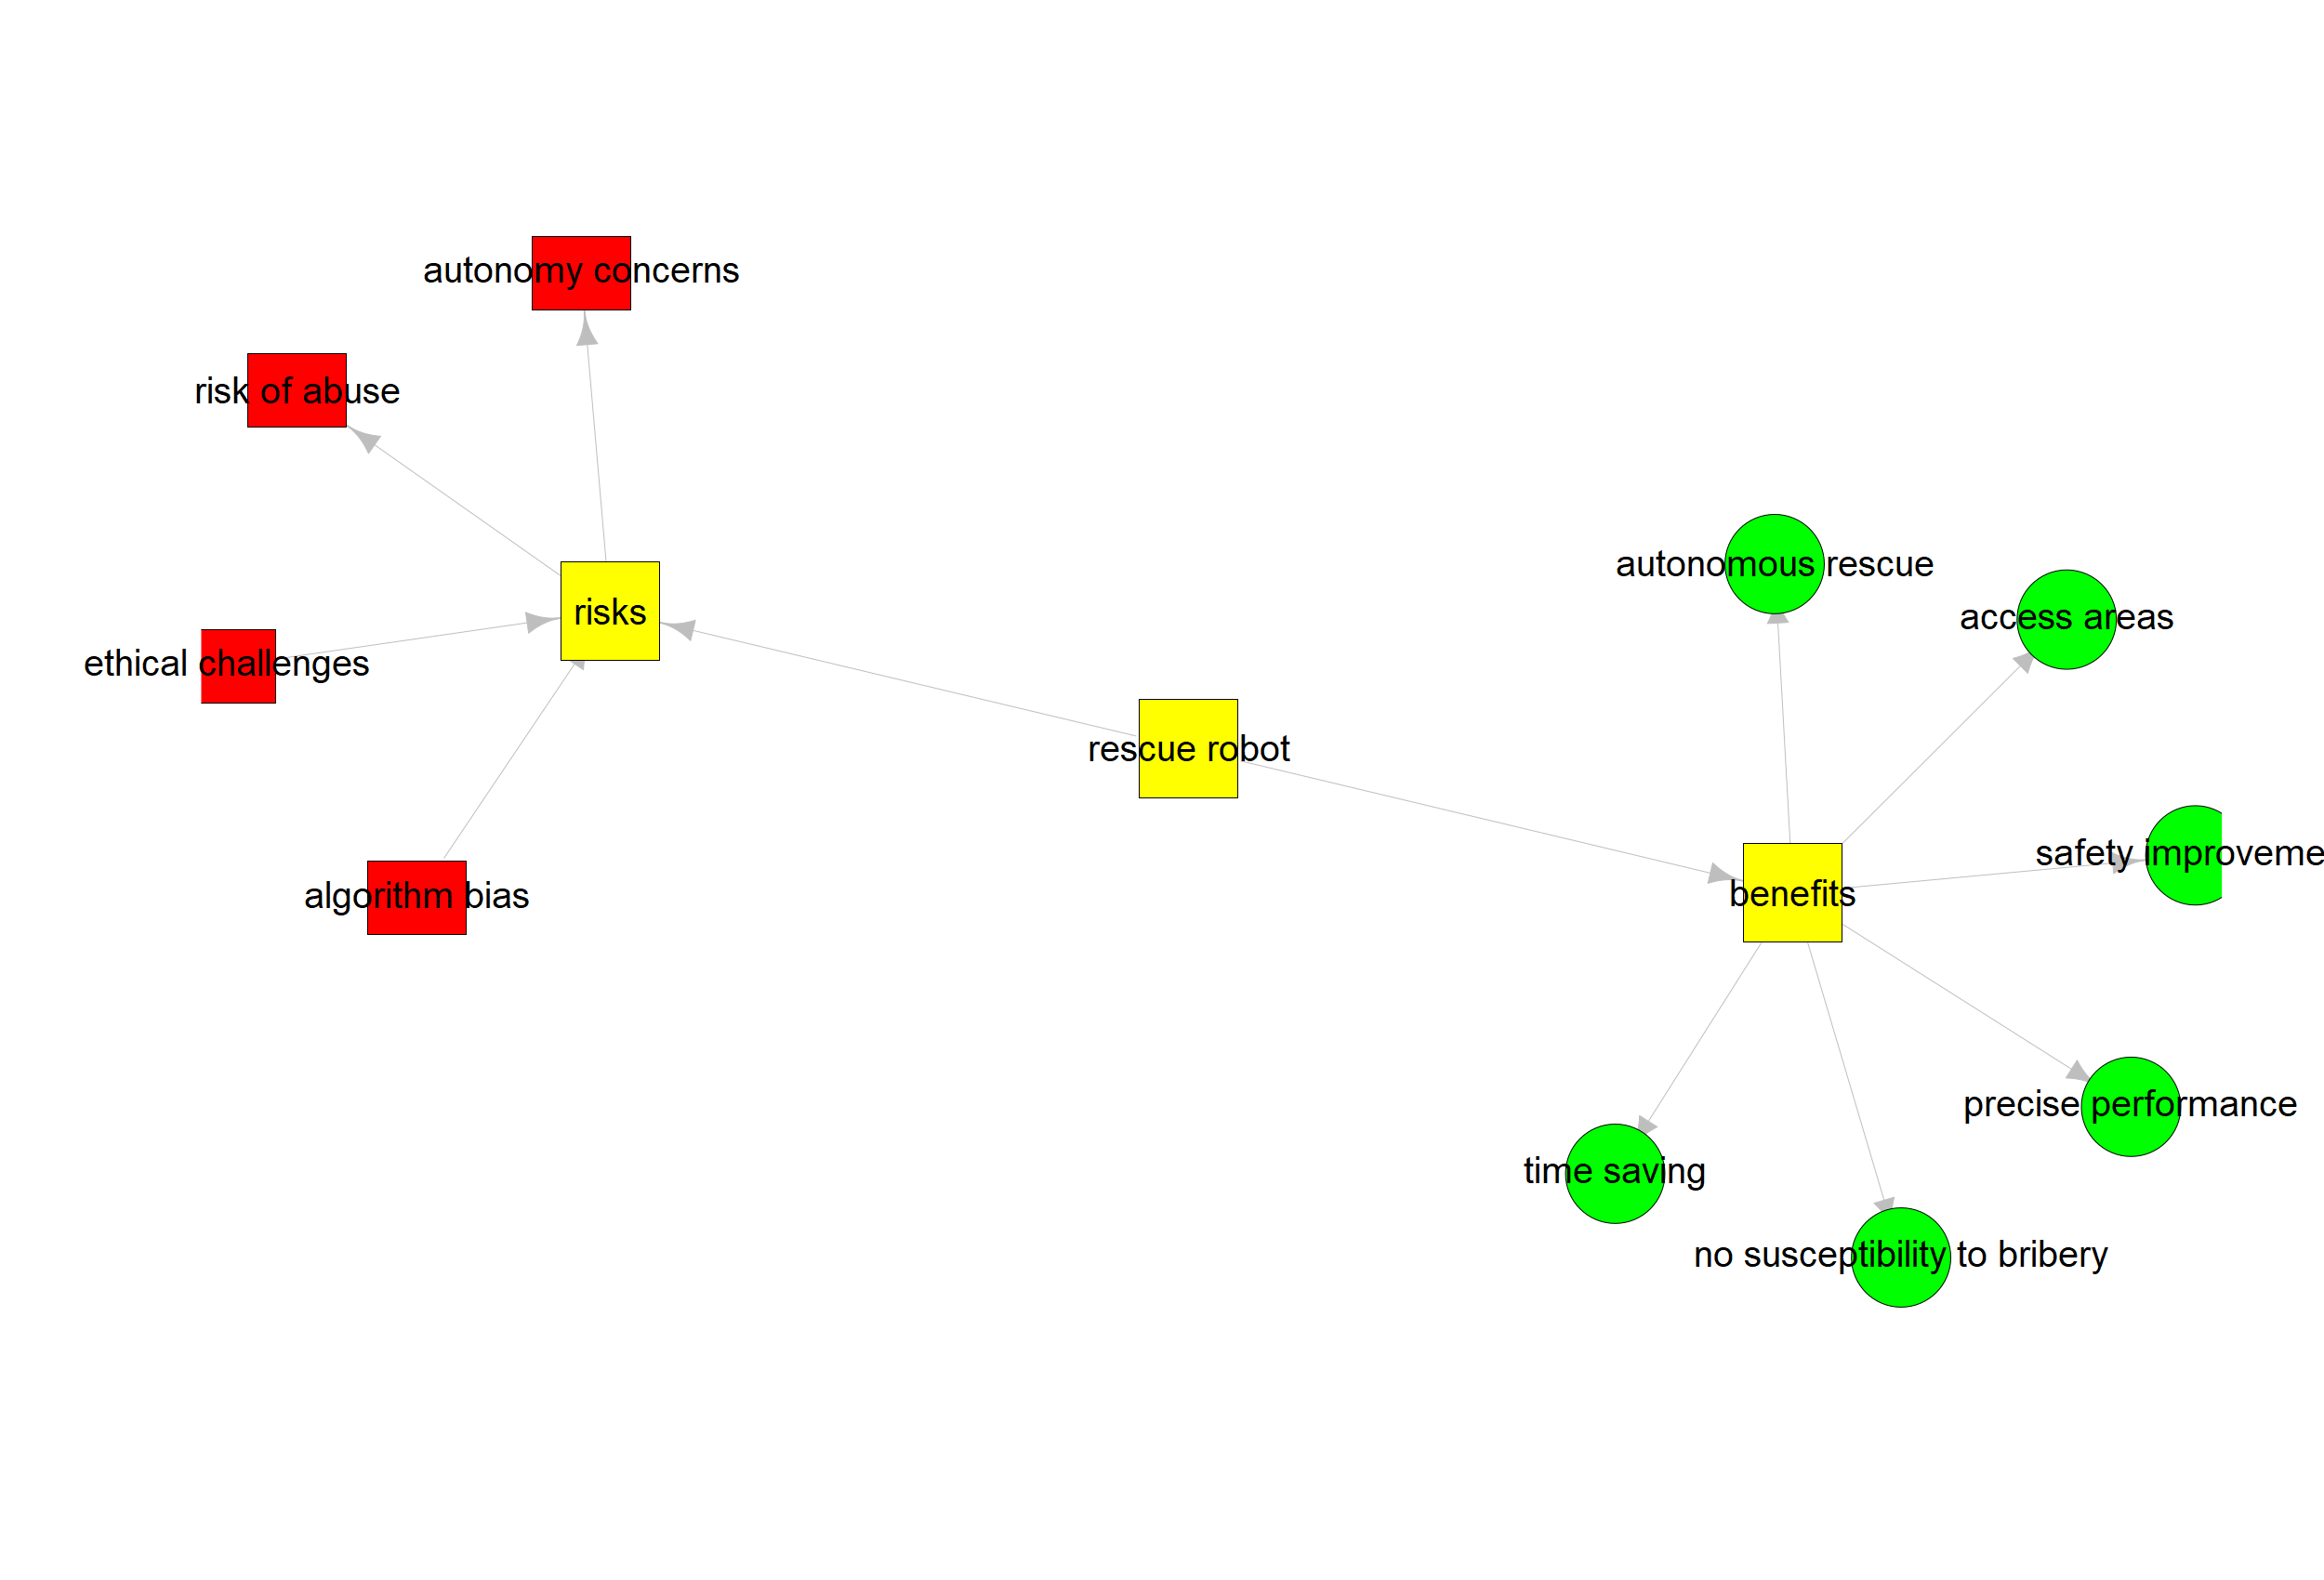 autonomy concerns
risk of abuse
autonomous rescue
risks
access areas
ethical challenges
rescue robot
safety improveme
benefits
algorithm bias
precise performance
time saving
no susceptibility to bribery